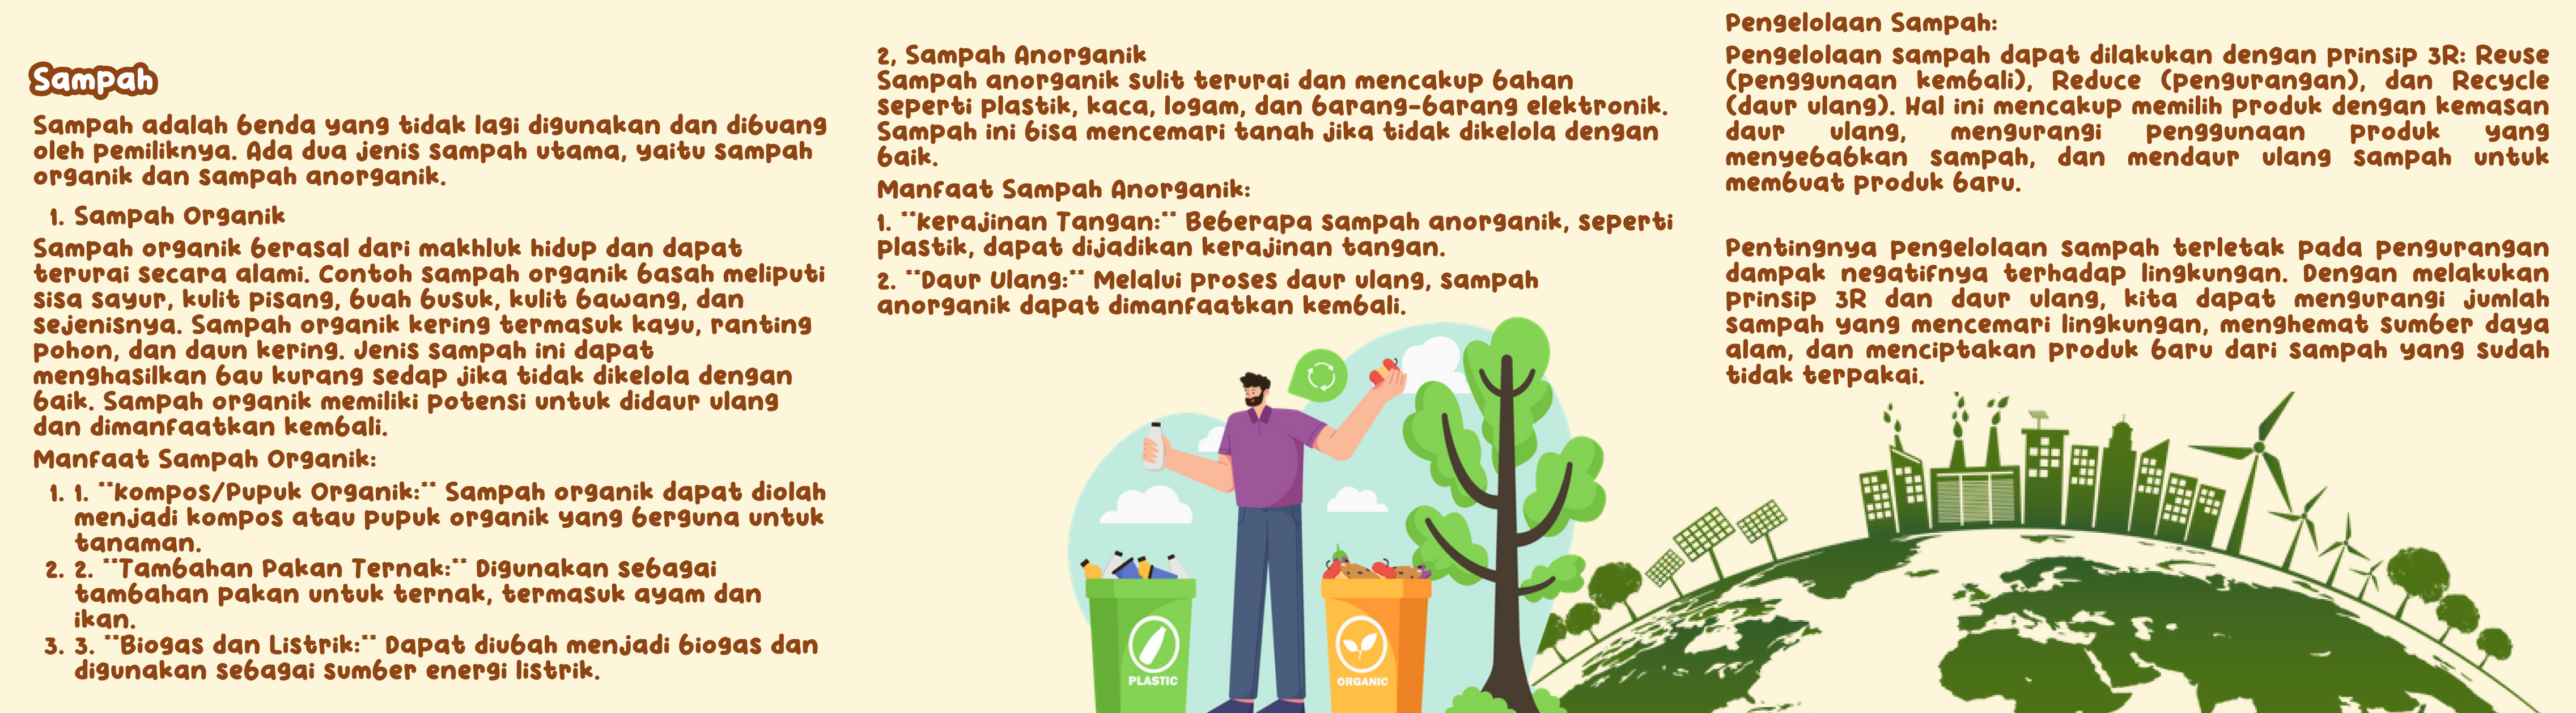 Sampah
Sampah adalah benda yang tidak lagi digunakan dan dibuang
oleh pemiliknya. Ada dua jenis sampah utama, yaitu sampah
organik dan sampah anorganik.
1. Sampah Organik
Sampah organik berasal dari makhluk hidup dan dapat
terurai secara alami. Contoh sampah organik basah meliputi
sisa sayur, kulit pisang, buah busuk, kulit bawang, dan
sejenisnya. Sampah organik kering termasuk kayu, ranting
pohon, dan daun kering. Jenis sampah ini dapat
menghasilkan bau kurang sedap jika tidak dikelola dengan
baik. Sampah organik memiliki potensi untuk didaur ulang
dan dimanfaatkan kembali.
Manfaat Sampah Organik:
1. 1. **Kompos/Pupuk Organik:** Sampah organik dapat diolah
menjadi kompos atau pupuk organik yang berguna untuk
tanaman.
2. 2. **Tambahan Pakan Ternak:** Digunakan sebagai
tambahan pakan untuk ternak, termasuk ayam dan
ikan.
3. 3. **Biogas dan Listrik:** Dapat diubah menjadi biogas dan
digunakan sebagai sumber energi listrik.
2, Sampah Anorganik
Sampah anorganik sulit terurai dan mencakup bahan
seperti plastik, kaca, logam, dan barang-barang elektronik.
Sampah ini bisa mencemari tanah jika tidak dikelola dengan
baik.
Manfaat Sampah Anorganik:
1. **Kerajinan Tangan:** Beberapa sampah anorganik, seperti
plastik, dapat dijadikan kerajinan tangan.
2. **Daur Ulang:** Melalui proses daur ulang, sampah
anorganik dapat dimanfaatkan kembali.
PLASTIC
ORGANIC
Pengelolaan Sampah:
Pengelolaan sampah dapat dilakukan dengan prinsip 3R: Reuse
(penggunaan kembali), Reduce (pengurangan), dan Recycle
(daur ulang). Hal ini mencakup memilih produk dengan kemasan
daur ulang, mengurangi penggunaan produk yang
menyebabkan sampah, dan mendaur ulang sampah untuk
membuat produk baru.
Pentingnya pengelolaan sampah terletak pada pengurangan
dampak negatifnya terhadap lingkungan. Dengan melakukan
prinsip 3R dan daur ulang, kita dapat mengurangi jumlah
sampah yang mencemari lingkungan, menghemat sumber daya
alam, dan menciptakan produk baru dari sampah yang sudah
tidak terpakai.